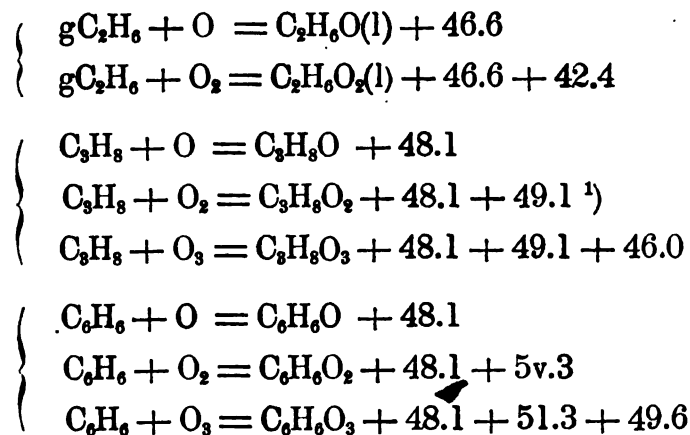 gC₂H₆ + O = C₂H₆O(l) + 46.6
gC₂H₆ + O₂ = C₂H₆O₂(l) + 46.6 + 42.4
C₃H₈ + O = C₃H₈O + 48.1
C₃H₈ + O₂ = C₃H₈O₂ + 48.1 + 49.1 ¹)
C₃H₈ + O₃ = C₃H₈O₃ + 48.1 + 49.1 + 46.0
C₆H₆ + O = C₆H₆O + 48.1
C₆H₆ + O₂ = C₆H₆O₂ + 48.1 + 5v.3
C₆H₆ + O₃ = C₆H₆O₃ + 48.1 + 51.3 + 49.6